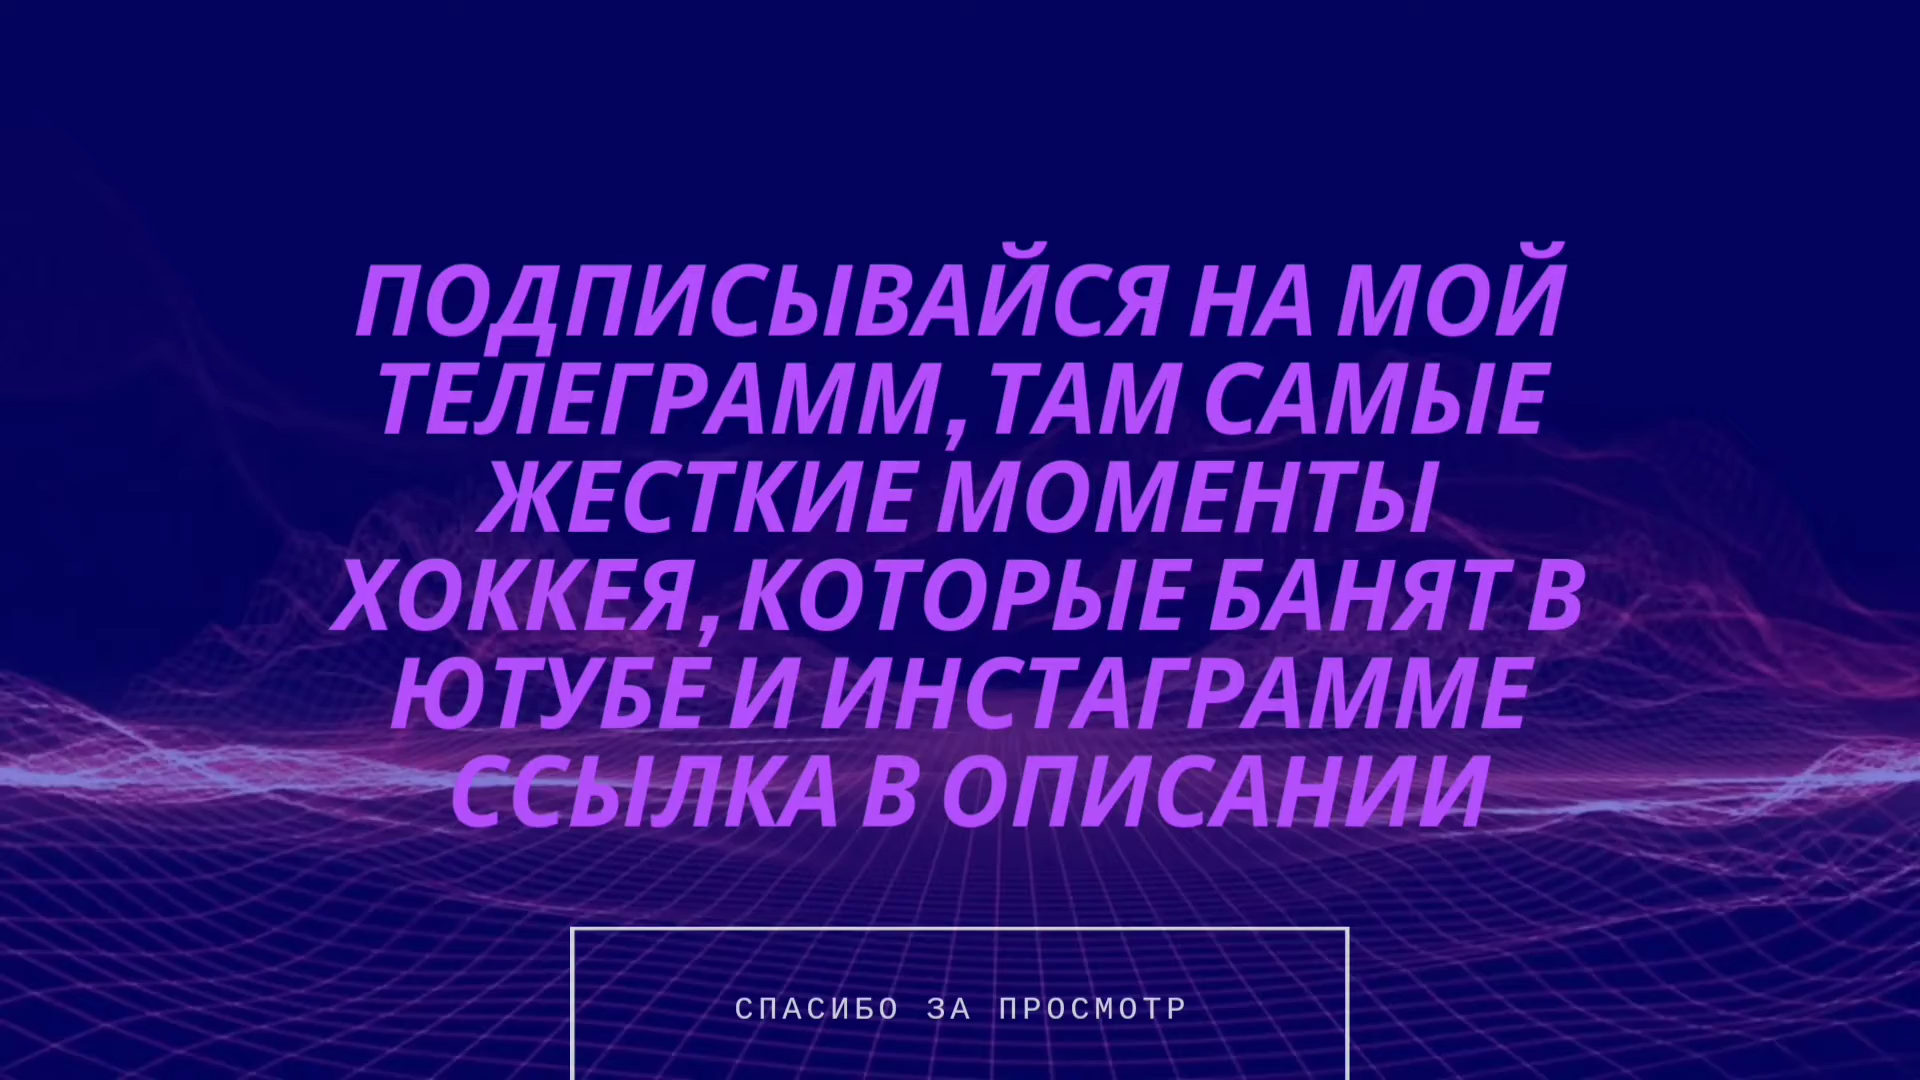 ПОДПИСЫВАЙСЯ НА МОЙ
ТЕЛЕГРАММ, ТАМ САМЫЕ
ЖЕСТКИЕ МОМЕНТЫ
ХОККЕЯ, КОТОРЫЕ БАНЯТ В
ЮТУБЕ И ИНСТАГРАММЕ
ССЫЛКА В ОПИСАНИИ
СПАСИБО ЗА ПРОСМОТР